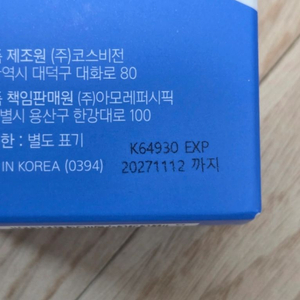 제조원 (주)코스비전
역시 대덕구 대화로 80
책임판매원 (주)아모레퍼시픽
별시 용산구 한강대로 100
한 : 별도 표기
IN KOREA (0394)
K64930 EXP
20271112 까지